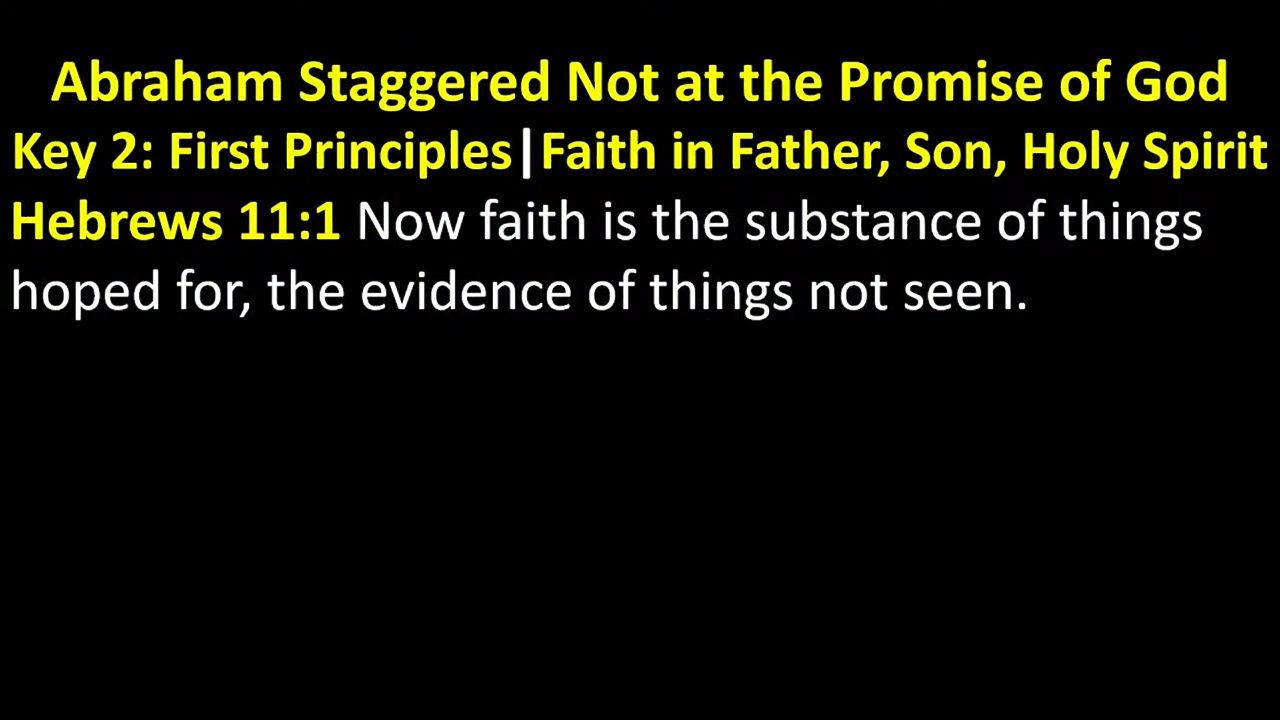 Abraham Staggered Not at the Promise of God
Key 2: First Principles|Faith in Father, Son, Holy Spirit
Hebrews 11:1 Now faith is the substance of things
hoped for, the evidence of things not seen.